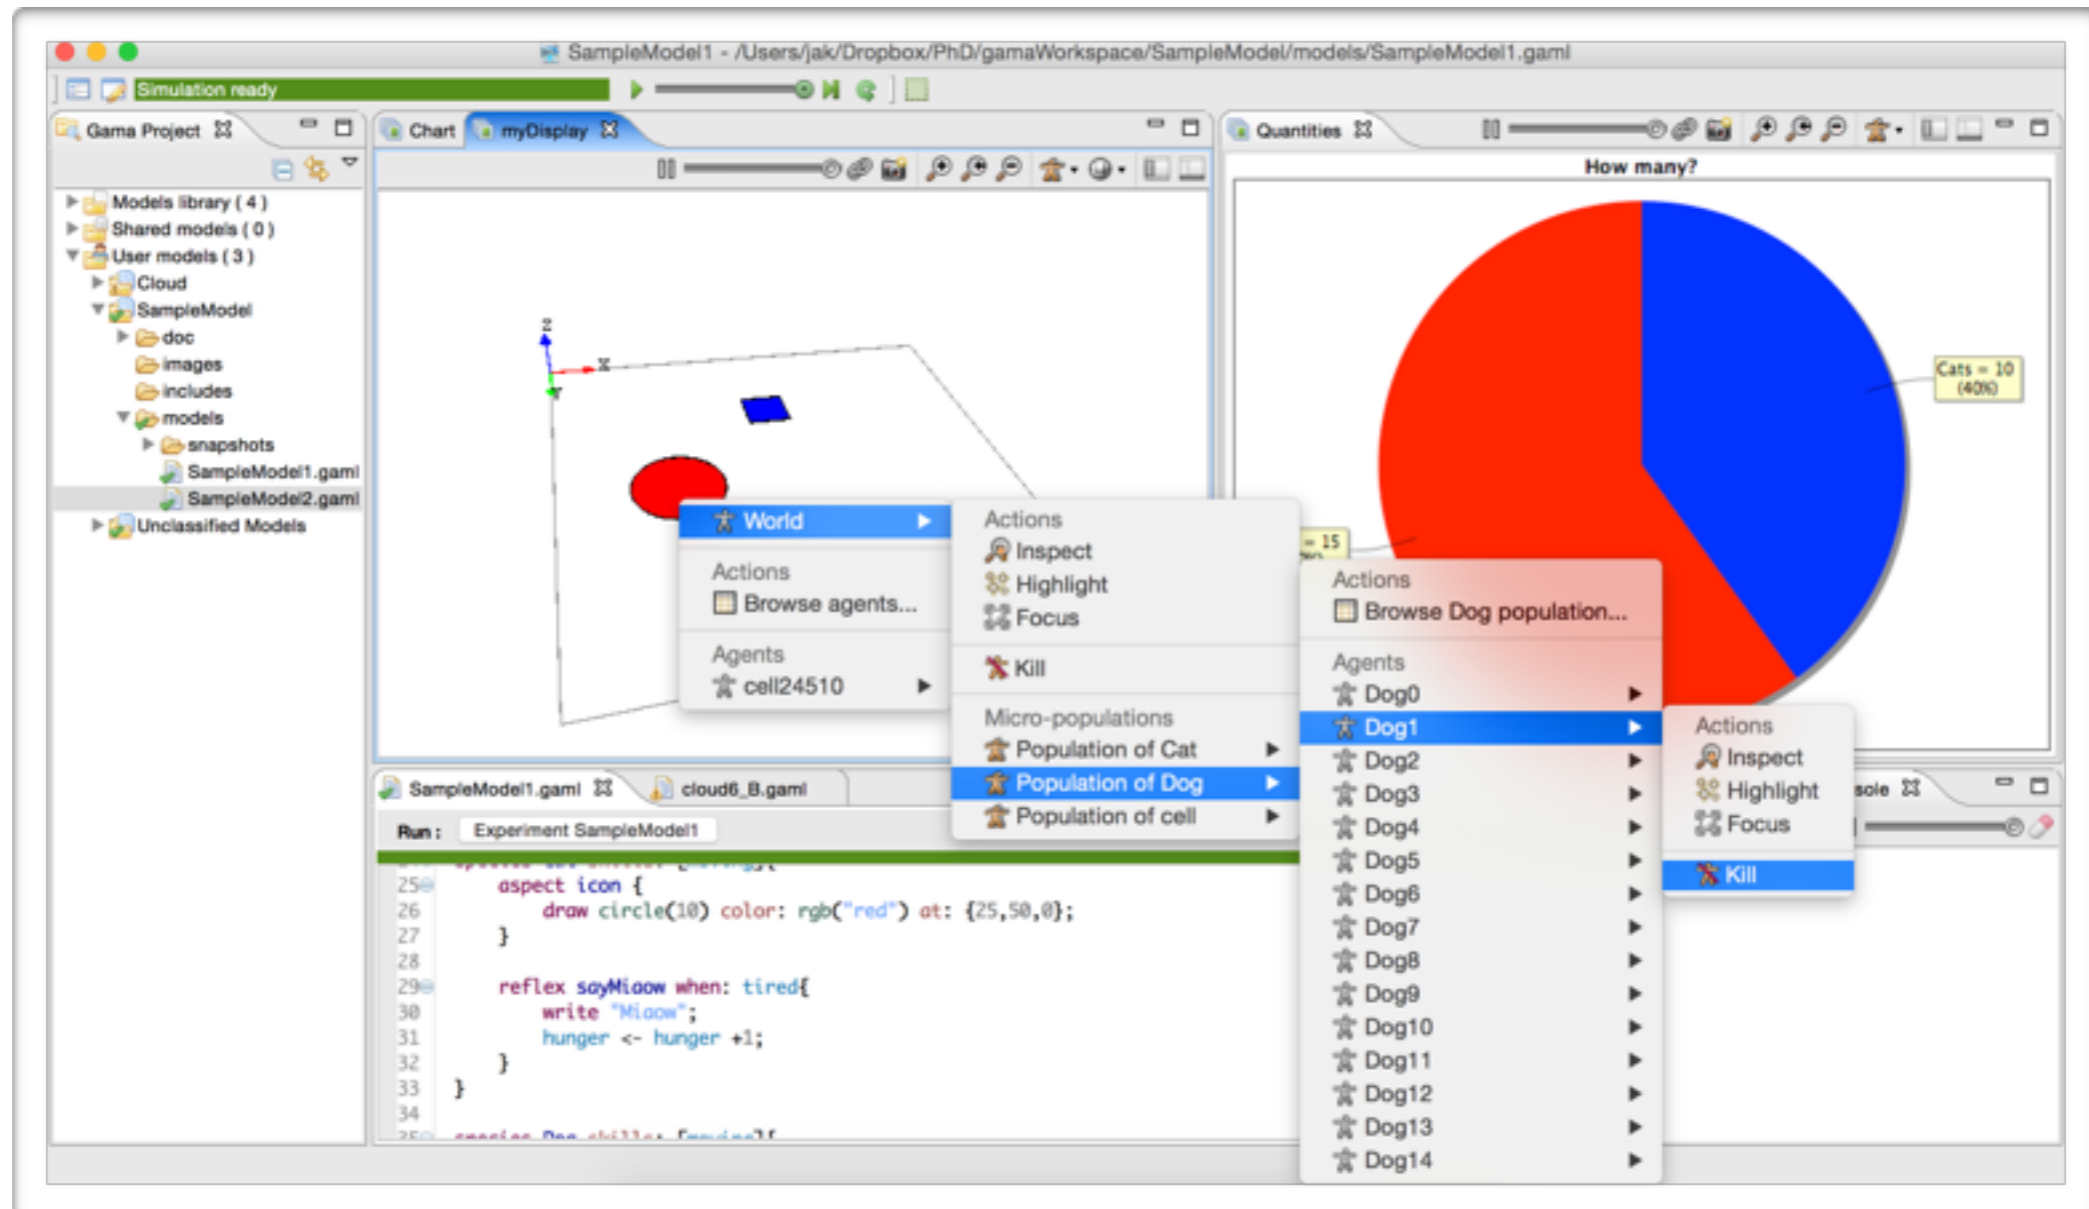 SampleModel1 - /Users/jak/Dropbox/PhD/gamaWorkspace/SampleModel/models/SampleModel1.gaml
Simulation ready
Gama Project
Models library ( 4 )
Shared models ( 0 )
User models ( 3 )
Cloud
SampleModel
doc
images
includes
models
snapshots
SampleModel1.gaml
SampleModel2.gaml
Unclassified Models
Chart
myDisplay
Z
X
World
Actions
Browse agents...
Agents
cell24510
Actions
Inspect
Highlight
Focus
Kill
Micro-populations
Population of Cat
Population of Dog
Population of cell
Quantities
How many?
Cats = 10
(40%)
= 15
Actions
Browse Dog population...
Agents
Dog0
Dog1
Dog2
Dog3
Dog4
Dog5
Dog6
Dog7
Dog8
Dog9
Dog10
Dog11
Dog12
Dog13
Dog14
Actions
Inspect
Highlight
Focus
Kill
sole
SampleModel1.gaml
cloud6_B.gaml
Run :
Experiment SampleModel1
25 aspect icon {
26 draw circle(10) color: rgb("red") at: {25,50,0};
27 }
28
29 reflex sayMiaow when: tired{
30 write "Miaow";
31 hunger <- hunger +1;
32 }
33 }
34
species Dog skills: [moving]{